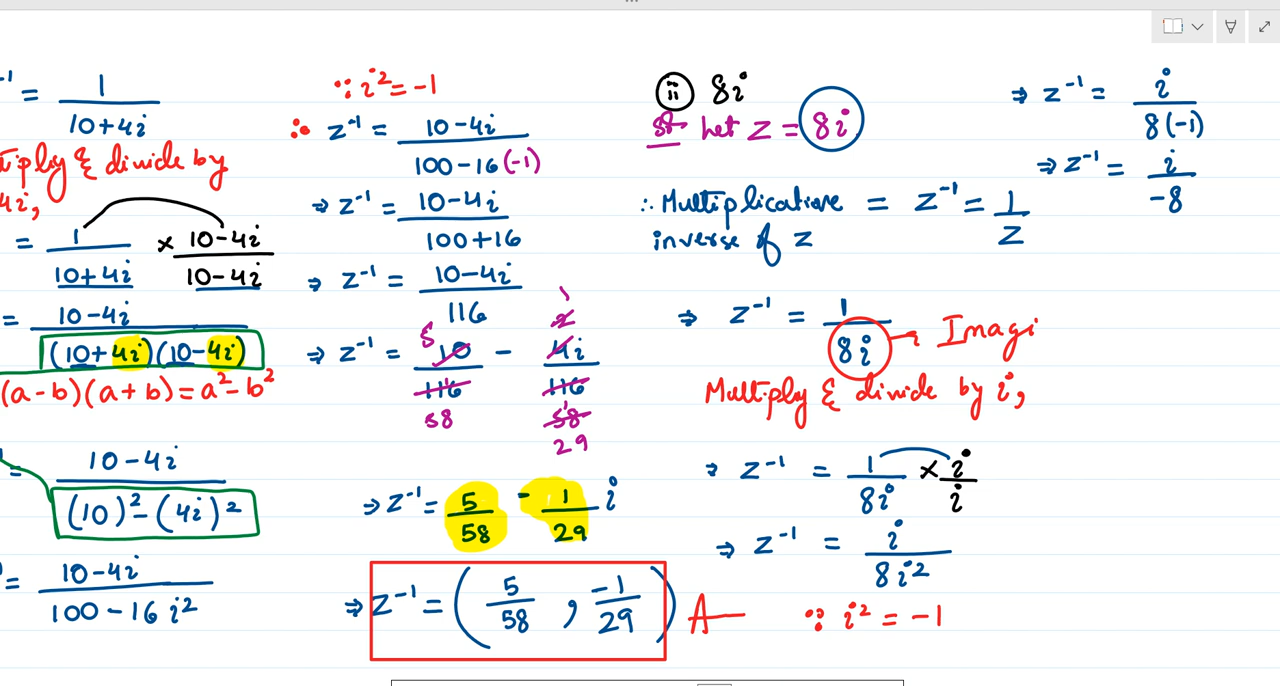 ⁻¹ = 1/(10+4i)
tiply & divide by
4i,
= 1/(10+4i) × (10-4i)/(10-4i)
= (10-4i)/((10+4i)(10-4i))
(a-b)(a+b) = a²-b²
= (10-4i)/((10)²-(4i)²)
= (10-4i)/(100-16i²)
∵ i² = -1
∴ z⁻¹ = (10-4i)/(100-16(-1))
⇒ z⁻¹ = (10-4i)/(100+16)
⇒ z⁻¹ = (10-4i)/116
5 2 1
⇒ z⁻¹ = 10/116 - 4i/116
58 58 1
29
⇒ z⁻¹ = 5/58 - 1/29 i
⇒ z⁻¹ = (5/58, -1/29) A
ii 8i
Let z = 8i
∴ Multiplicative = z⁻¹ = 1/z
inverse of z
⇒ z⁻¹ = 1/8i → Imagi
Multiply & divide by i,
⇒ z⁻¹ = 1/8i × i/i
⇒ z⁻¹ = i/8i²
∵ i² = -1
⇒ z⁻¹ = i/8(-1)
⇒ z⁻¹ = i/-8